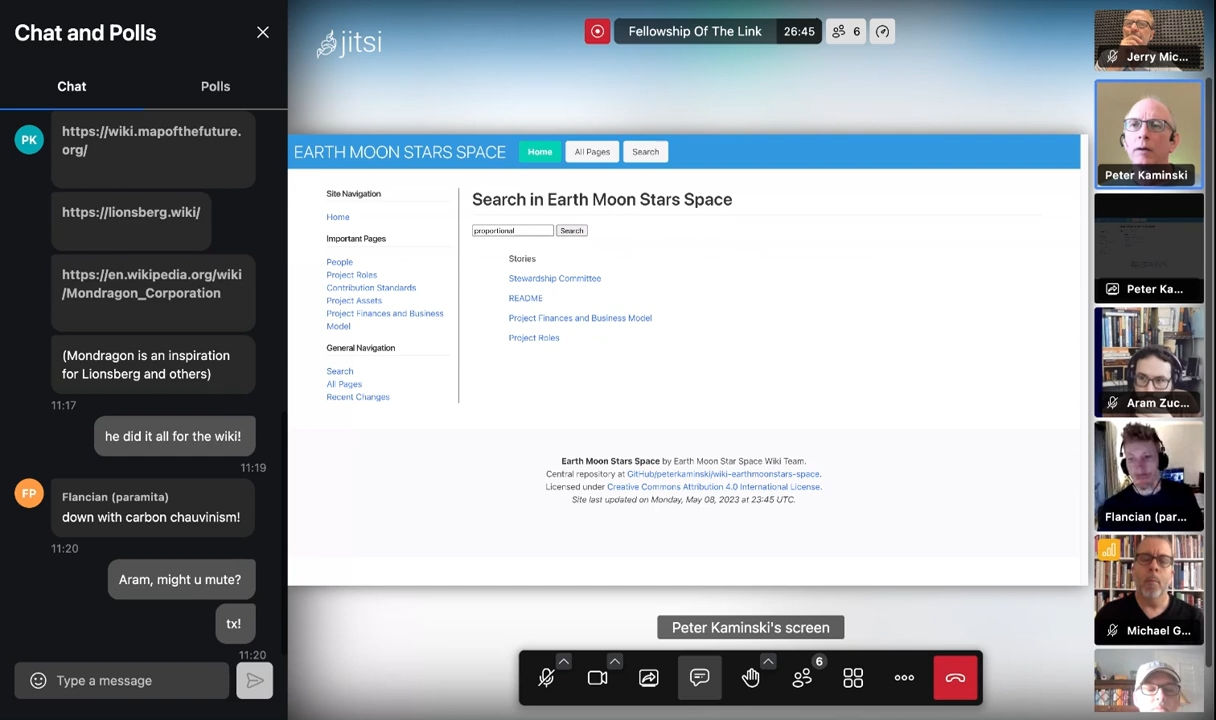 Chat and Polls
Chat
Polls
PK
https://wiki.mapofthefuture.
org/
https://lionsberg.wiki/
https://en.wikipedia.org/wiki
/Mondragon_Corporation
(Mondragon is an inspiration
for Lionsberg and others)
11:17
he did it all for the wiki!
11:19
FP
Flancian (paramita)
down with carbon chauvinism!
11:20
Aram, might u mute?
tx!
11:20
Type a message
jitsi
Fellowship Of The Link
26:45
6
EARTH MOON STARS SPACE
Home
All Pages
Search
Site Navigation
Home
Important Pages
People
Project Roles
Contribution Standards
Project Assets
Project Finances and Business
Model
General Navigation
Search
All Pages
Recent Changes
Search in Earth Moon Stars Space
proportional
Search
Stories
Stewardship Committee
README
Project Finances and Business Model
Project Roles
Earth Moon Stars Space by Earth Moon Star Space Wiki Team.
Central repository at GitHub/peterkaminski/wiki-earthmoonstars-space.
Licensed under Creative Commons Attribution 4.0 International License.
Site last updated on Monday, May 08, 2023 at 23:45 UTC.
Peter Kaminski's screen
6
Jerry Mic...
Peter Kaminski
Peter Ka...
Aram Zuc...
Flancian (par...
Michael G...